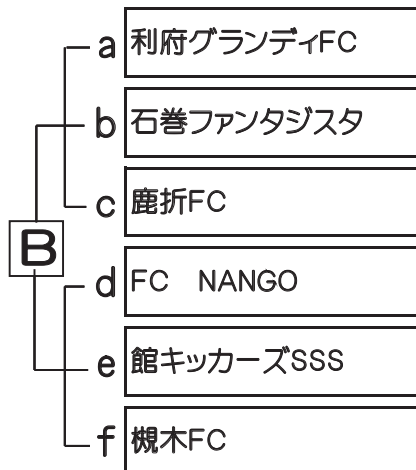 a 利府グランディFC
b 石巻ファンタジスタ
c 鹿折FC
B
d FC　NANGO
e 館キッカーズSSS
f 槻木FC